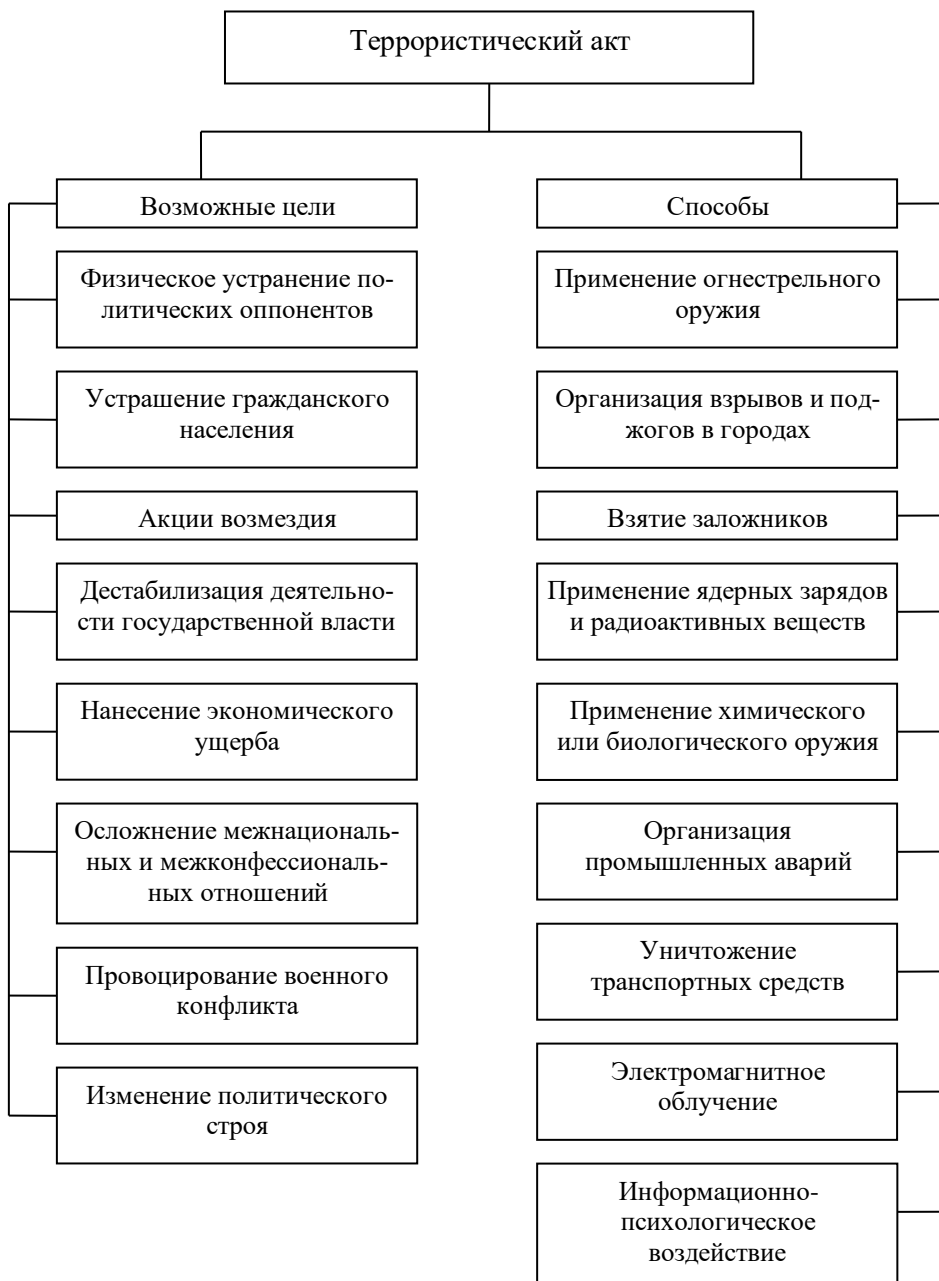 Террористический акт
Возможные цели
Физическое устранение по-
литических оппонентов
Устрашение гражданского
населения
Акции возмездия
Дестабилизация деятельно-
сти государственной власти
Нанесение экономического
ущерба
Осложнение межнациональ-
ных и межконфессиональ-
ных отношений
Провоцирование военного
конфликта
Изменение политического
строя
Способы
Применение огнестрельного
оружия
Организация взрывов и под-
жогов в городах
Взятие заложников
Применение ядерных зарядов
и радиоактивных веществ
Применение химического
или биологического оружия
Организация
промышленных аварий
Уничтожение
транспортных средств
Электромагнитное
облучение
Информационно-
психологическое
воздействие